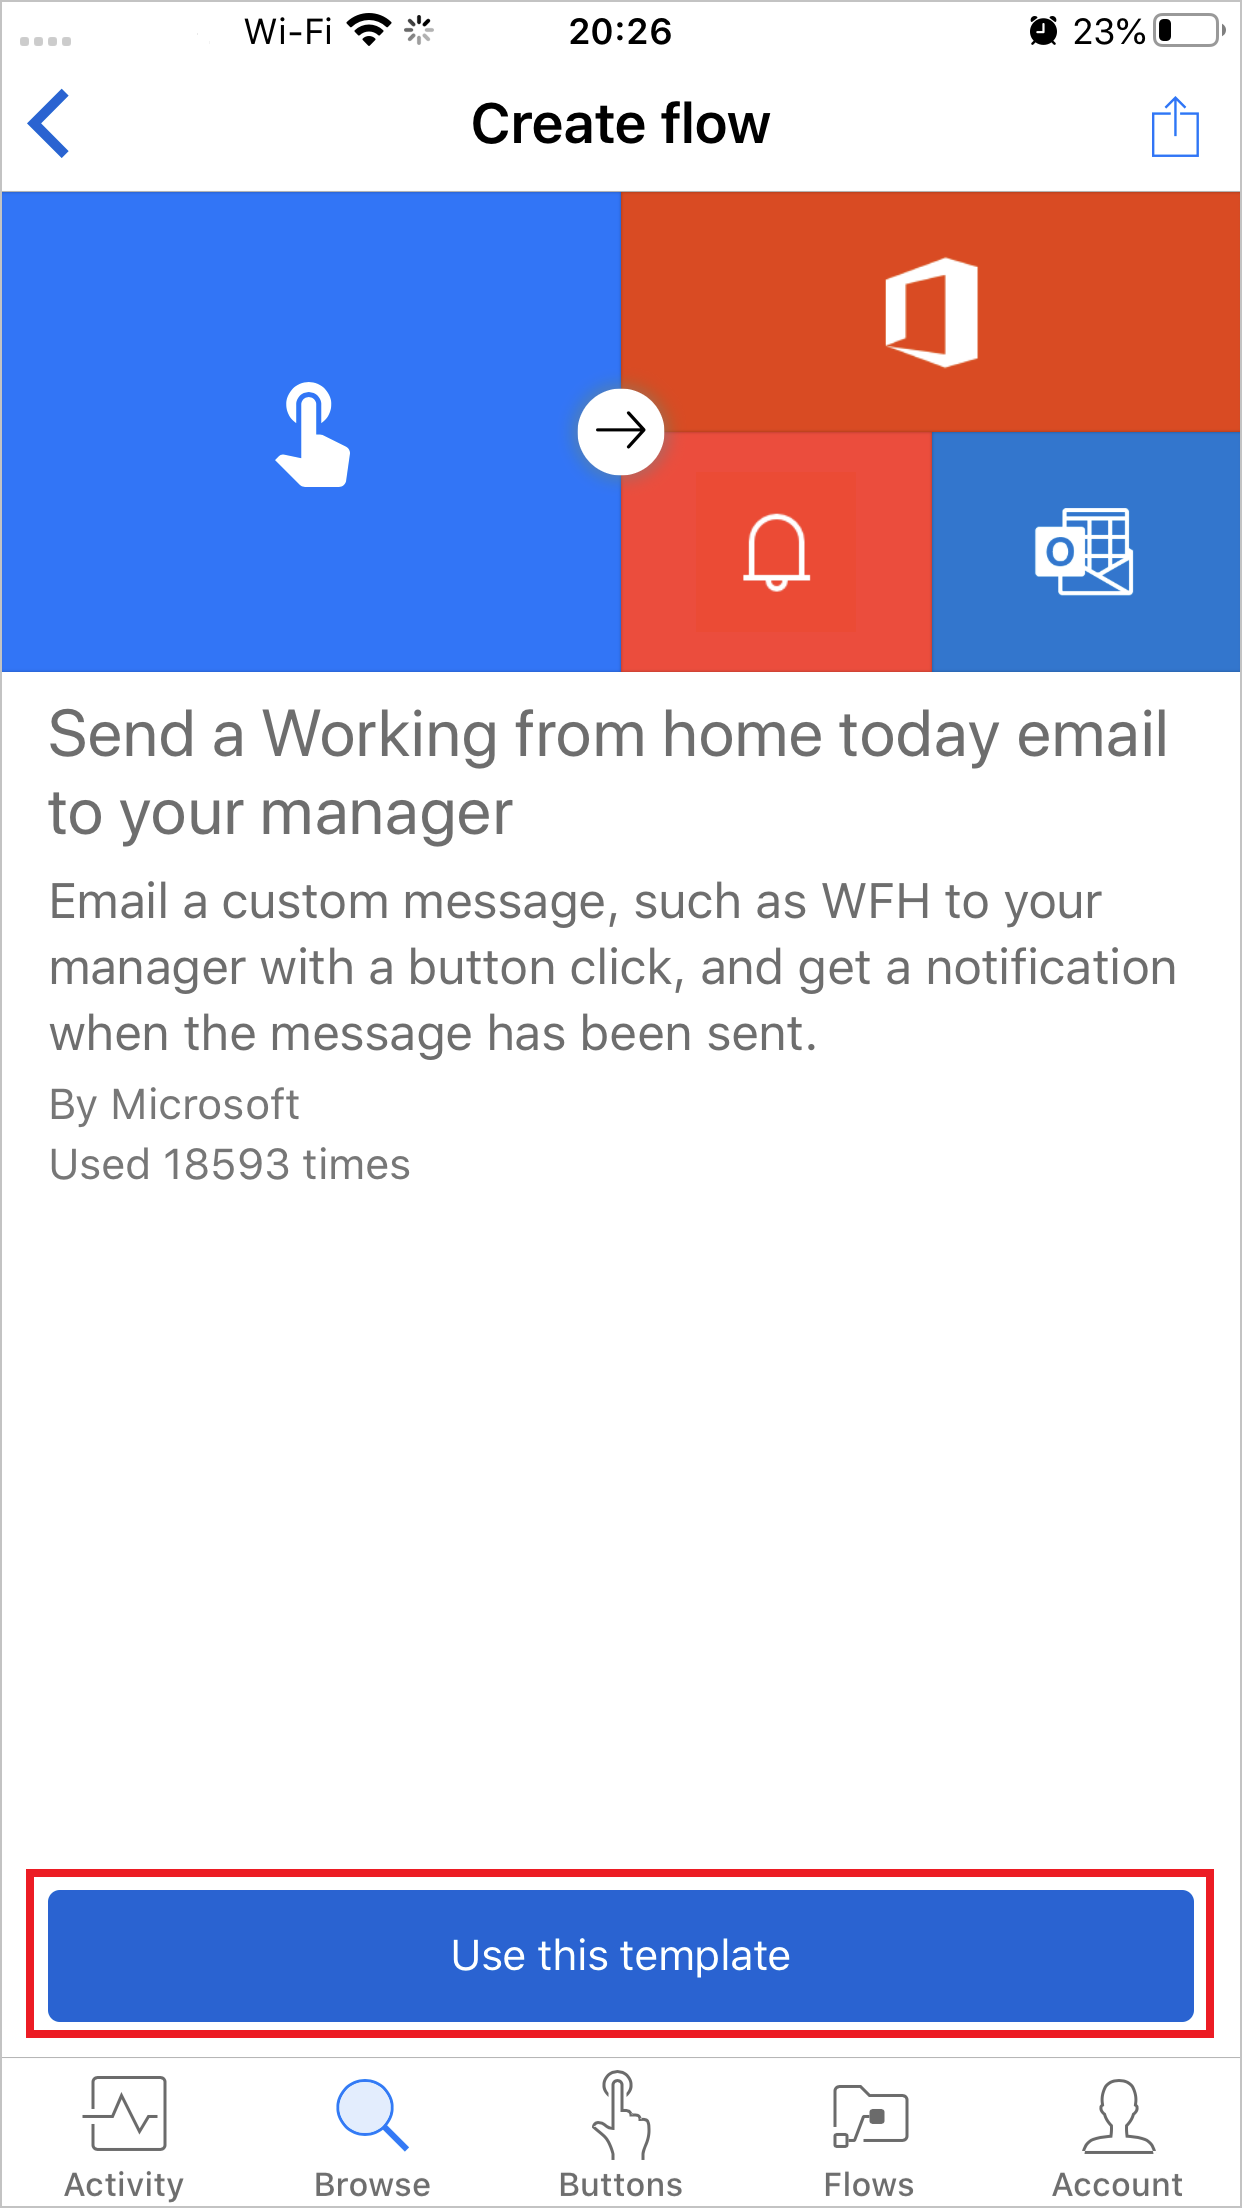 Wi-Fi 20:26 23%
Create flow
Send a Working from home today email
to your manager
Email a custom message, such as WFH to your
manager with a button click, and get a notification
when the message has been sent.
By Microsoft
Used 18593 times
Use this template
Activity Browse Buttons Flows Account